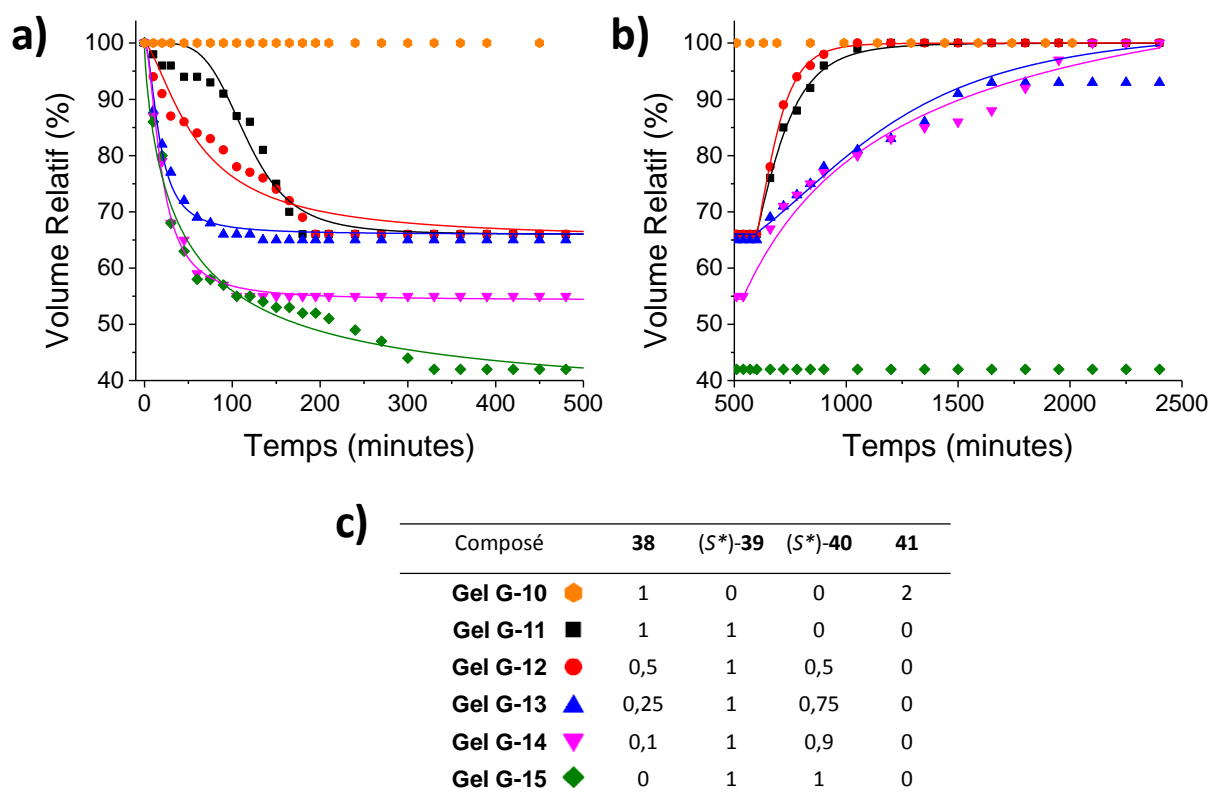 a)
b)
100
90
80
70
60
50
40
Volume Relatif (%)
0
100
200
300
400
500
Temps (minutes)
100
90
80
70
60
50
40
Volume Relatif (%)
500
1000
1500
2000
2500
Temps (minutes)
c)
Composé 38 (S*)-39 (S*)-40 41
Gel G-10 1 0 0 2
Gel G-11 1 1 0 0
Gel G-12 0,5 1 0,5 0
Gel G-13 0,25 1 0,75 0
Gel G-14 0,1 1 0,9 0
Gel G-15 0 1 1 0